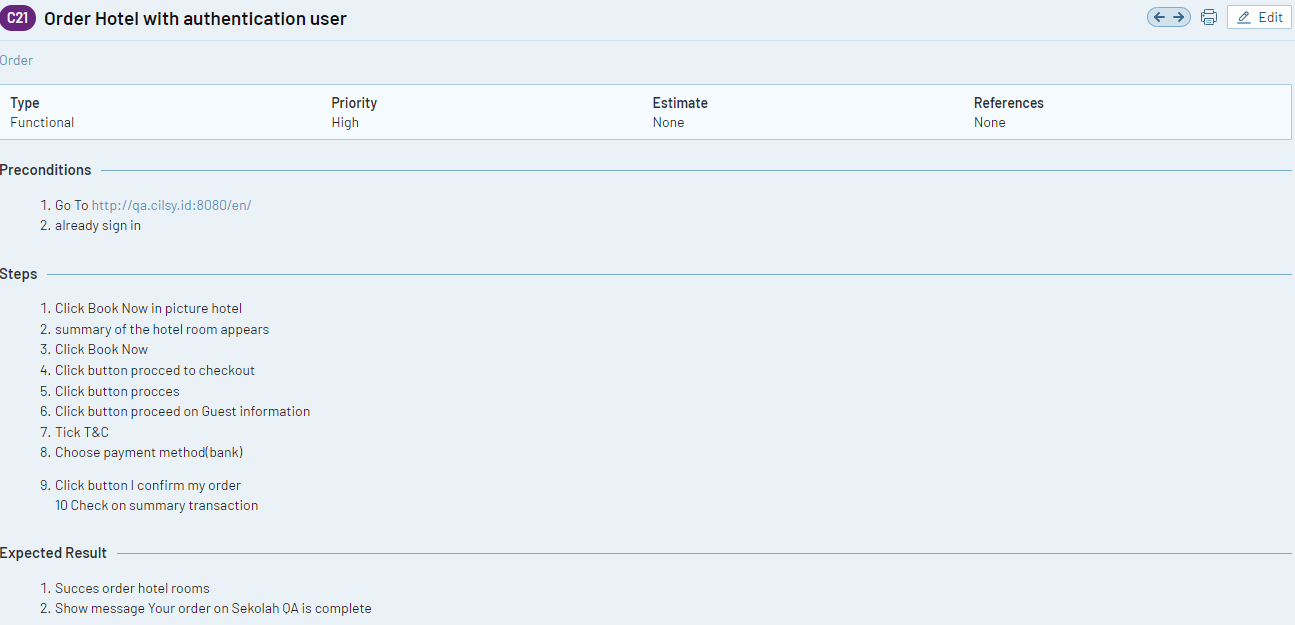 C21 Order Hotel with authentication user
Edit
Order
Type Priority Estimate References
Functional High None None
Preconditions
1. Go To http://qa.cilsy.id:8080/en/
2. already sign in
Steps
1. Click Book Now in picture hotel
2. summary of the hotel room appears
3. Click Book Now
4. Click button procced to checkout
5. Click button procces
6. Click button proceed on Guest information
7. Tick T&C
8. Choose payment method(bank)
9. Click button I confirm my order
10 Check on summary transaction
Expected Result
1. Succes order hotel rooms
2. Show message Your order on Sekolah QA is complete